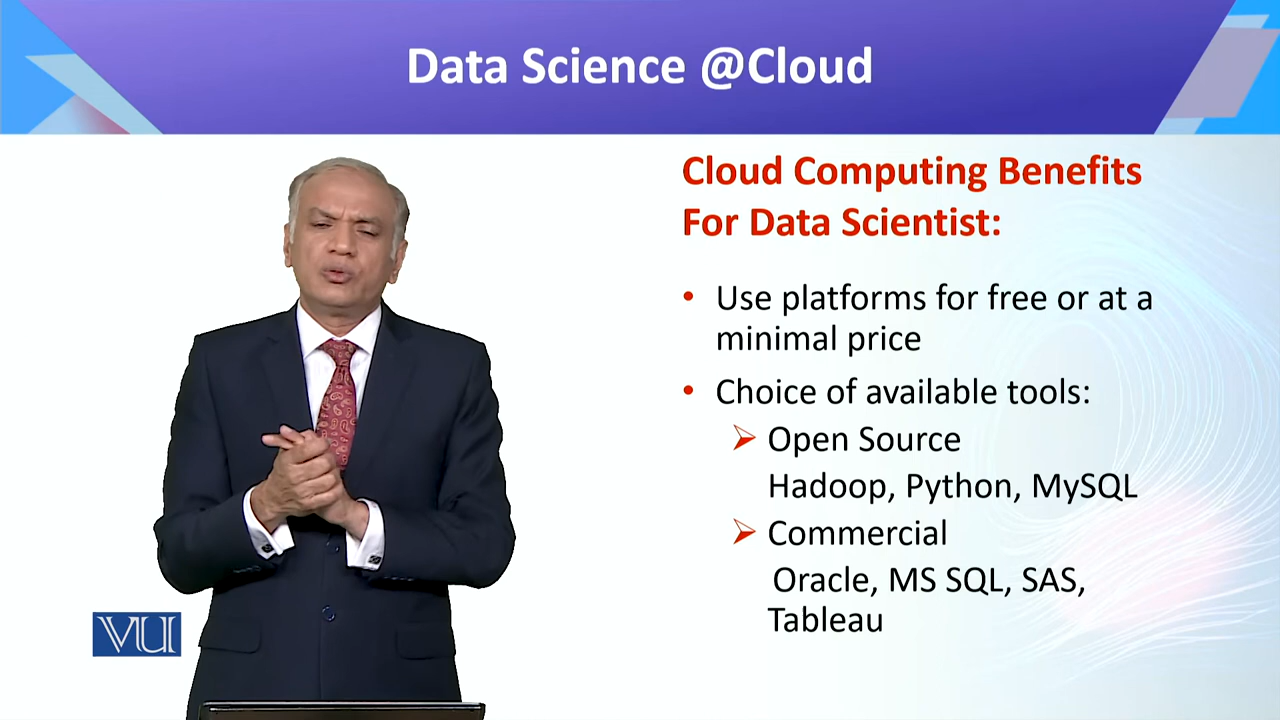 Data Science @Cloud
Cloud Computing Benefits
For Data Scientist:
• Use platforms for free or at a
minimal price
• Choice of available tools:
➢ Open Source
Hadoop, Python, MySQL
➢ Commercial
Oracle, MS SQL, SAS,
Tableau
VU